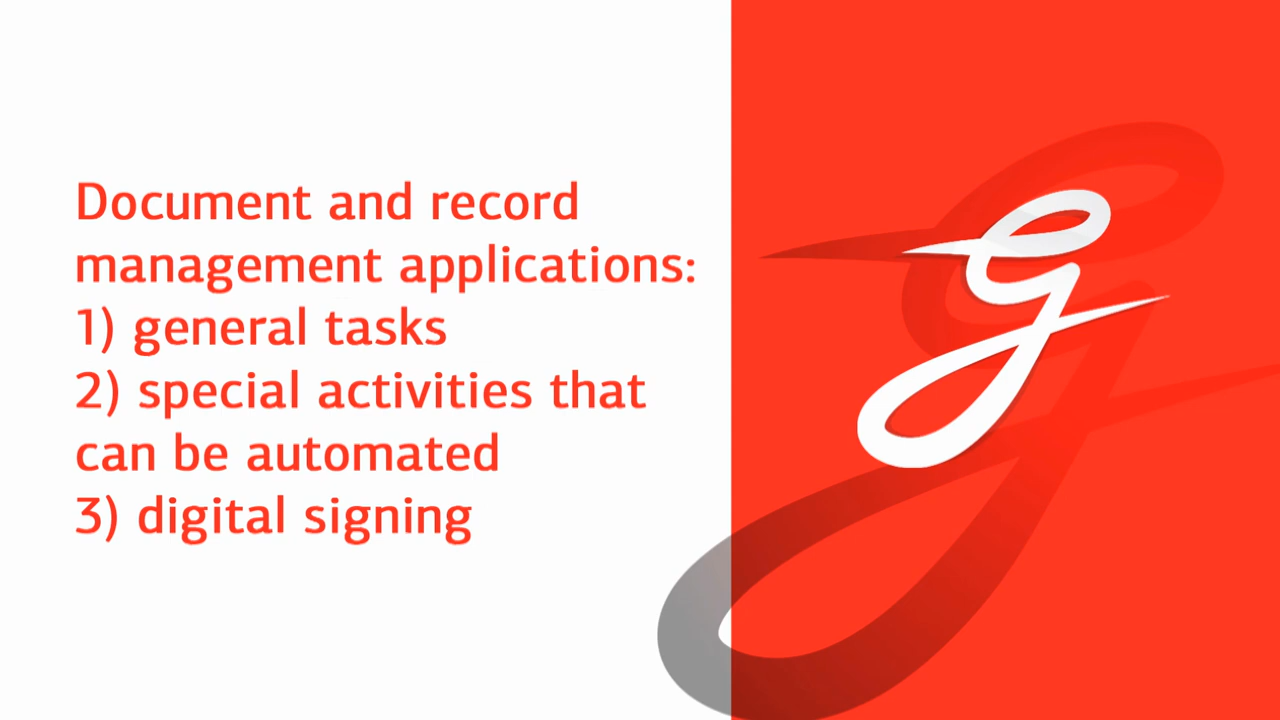 Document and record
management applications:
1) general tasks
2) special activities that
can be automated
3) digital signing